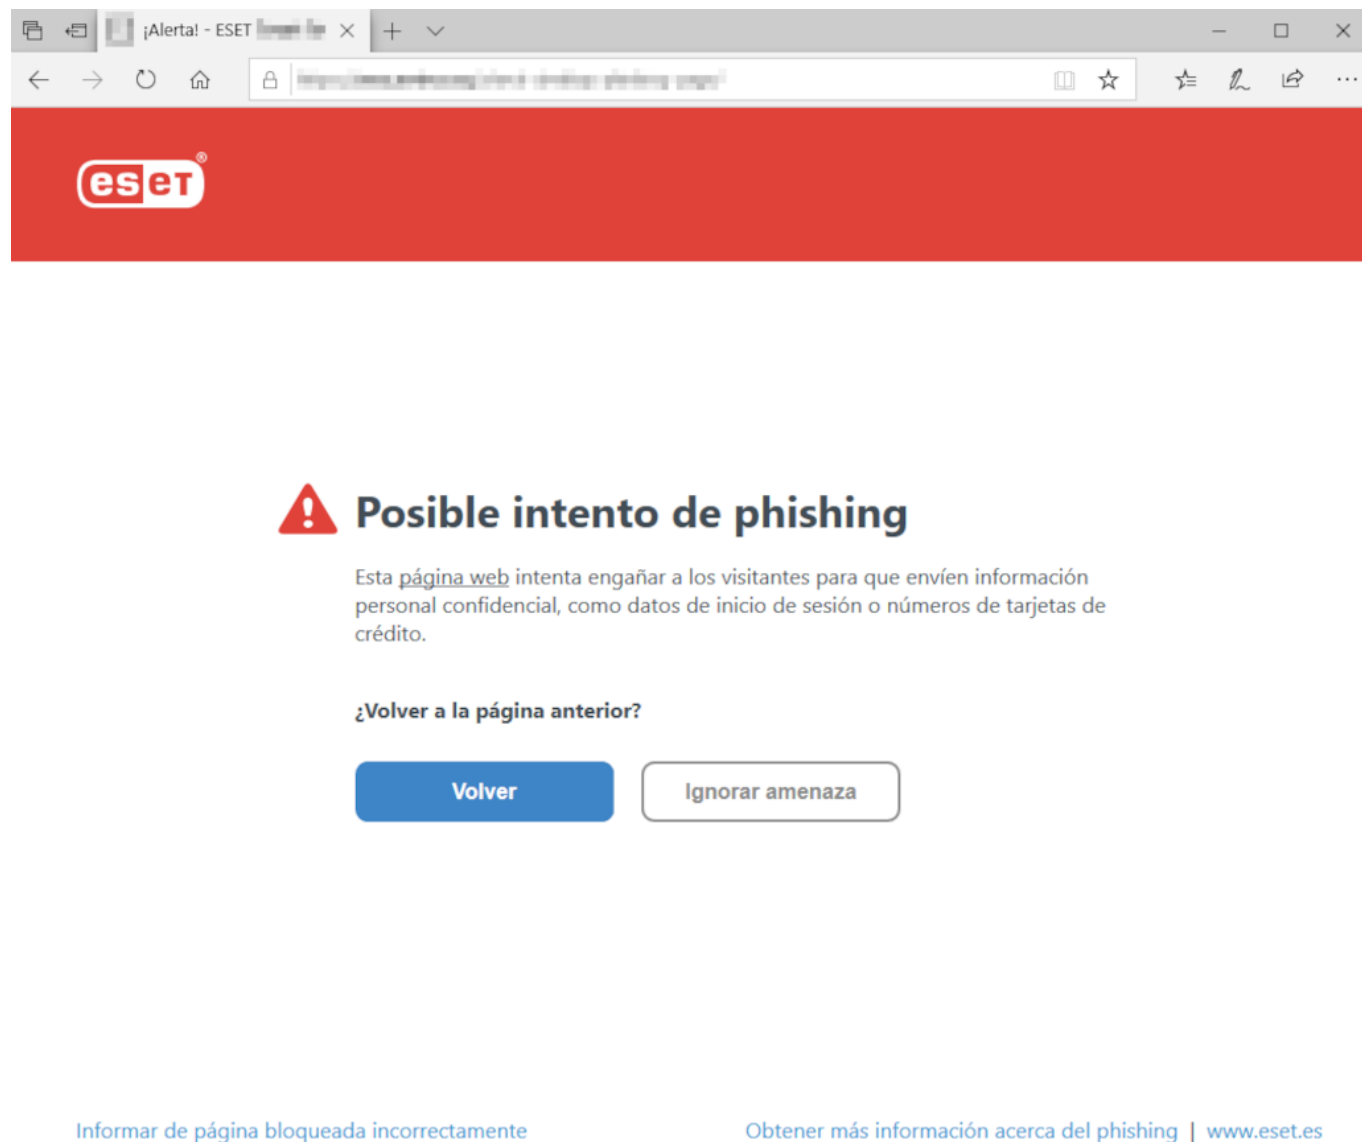 ¡Alerta! - ESET
eset®
Posible intento de phishing
Esta página web intenta engañar a los visitantes para que envíen información
personal confidencial, como datos de inicio de sesión o números de tarjetas de
crédito.
¿Volver a la página anterior?
Volver
Ignorar amenaza
Informar de página bloqueada incorrectamente
Obtener más información acerca del phishing | www.eset.es